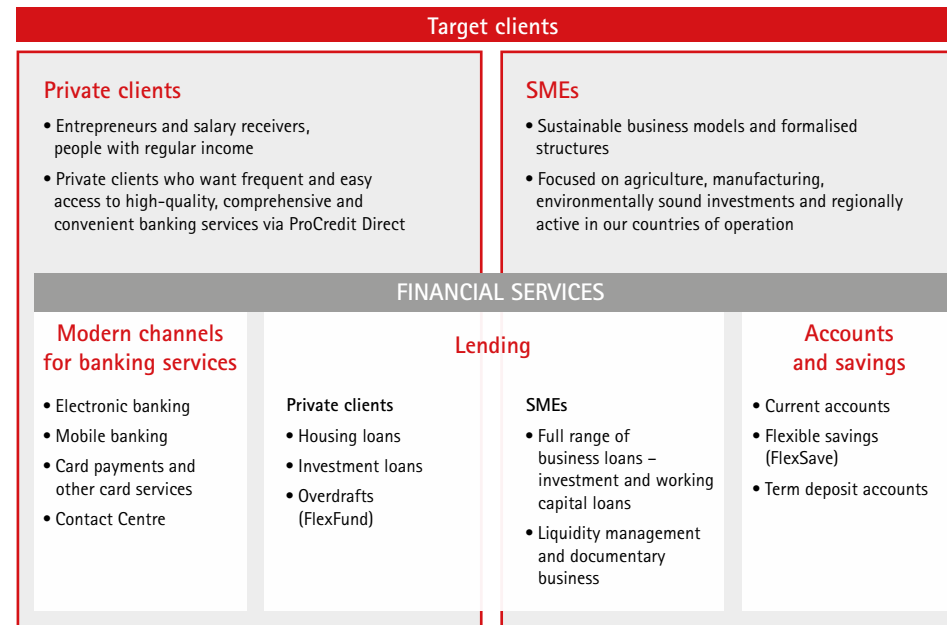 Target clients
Private clients
• Entrepreneurs and salary receivers,
people with regular income
• Private clients who want frequent and easy
access to high-quality, comprehensive and
convenient banking services via ProCredit Direct
SMEs
• Sustainable business models and formalised
structures
• Focused on agriculture, manufacturing,
environmentally sound investments and regionally
active in our countries of operation
FINANCIAL SERVICES
Modern channels
for banking services
• Electronic banking
• Mobile banking
• Card payments and
other card services
• Contact Centre
Lending
Private clients
• Housing loans
• Investment loans
• Overdrafts
(FlexFund)
SMEs
• Full range of
business loans –
investment and working
capital loans
• Liquidity management
and documentary
business
Accounts
and savings
• Current accounts
• Flexible savings
(FlexSave)
• Term deposit accounts